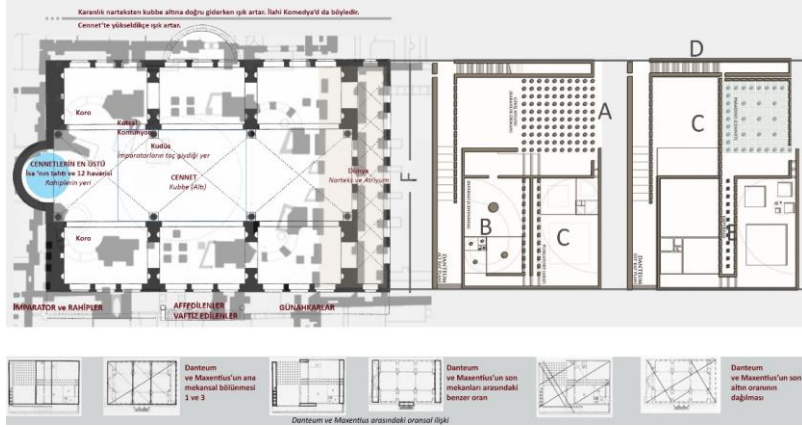 Karanlık narteksten kubbe altına doğru giderken ışık artar. İlahi Komedya'd da böyledir.
Cennet'te yükseldikçe ışık artar.
D
A
Koro
Kutsal
Komünyon
Kudüs
İmparatorların taç giydiği yer
CENNETLERİN EN ÜSTÜ
İsa 'nın tahtı ve 12 havarisi
Rahiplerin yeri
CENNET
Kubbe (Altı)
Dünya
Narteks ve Atriyum
F
C
B
C
E
Koro
DANTEUM
DANTEUM
İMPARATOR ve RAHİPLER
AFFEDİLENLER
VAFTİZ EDİLENLER
GÜNAHKARLAR
Danteum
ve Maxentius'un ana
mekansal bölünmesi
1 ve 3
Danteum
ve Maxentius'un son
mekanları arasındaki
benzer oran
Danteum
ve Maxentius'un son
altın oranının
dağılması
Danteum ve Maxentius arasındaki oransal ilişki